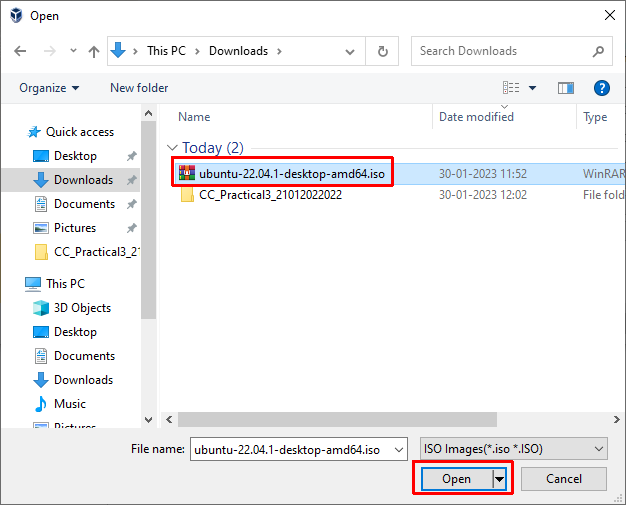 Open
This PC > Downloads >
Search Downloads
Organize
New folder
?
Name
Date modified
Type
Quick access
Desktop
Downloads
Documents
Pictures
CC_Practical3_2
This PC
3D Objects
Desktop
Documents
Downloads
Music
Pictures
Today (2)
ubuntu-22.04.1-desktop-amd64.iso 30-01-2023 11:52 WinRAR
CC_Practical3_21012022022 30-01-2023 12:02 File fold
File name: ubuntu-22.04.1-desktop-amd64.iso
ISO Images(*.iso *.ISO)
Open
Cancel